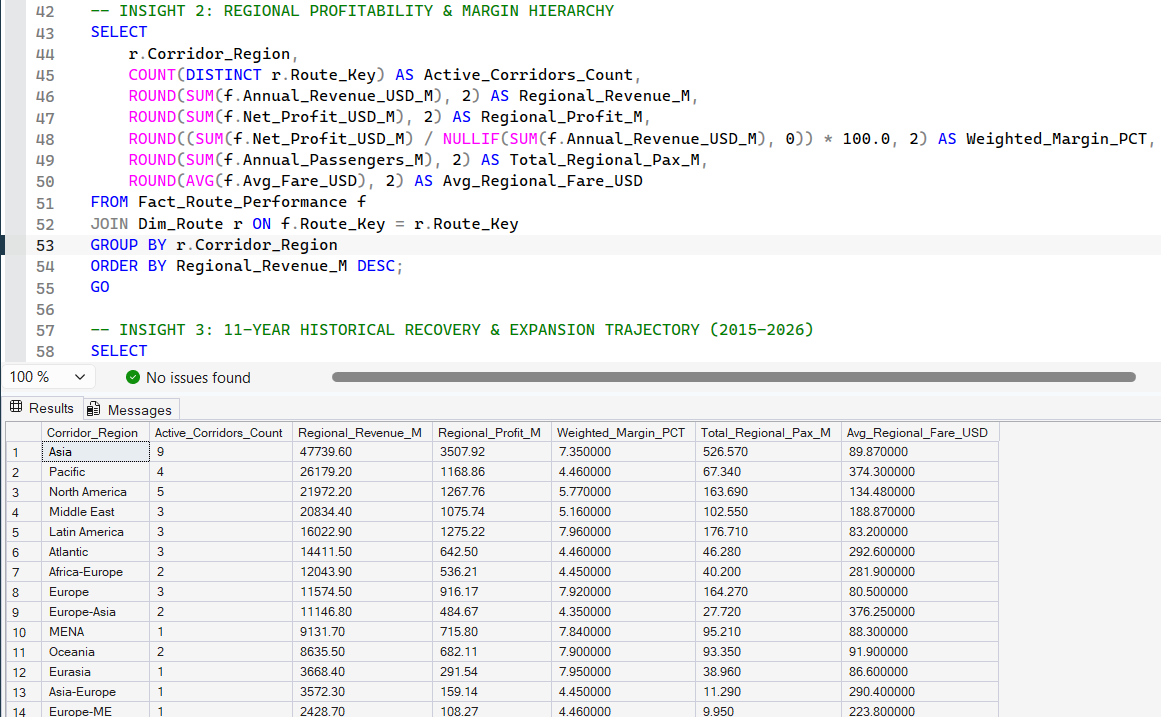 42 -- INSIGHT 2: REGIONAL PROFITABILITY & MARGIN HIERARCHY
43 SELECT
44 r.Corridor_Region,
45 COUNT(DISTINCT r.Route_Key) AS Active_Corridors_Count,
46 ROUND(SUM(f.Annual_Revenue_USD_M), 2) AS Regional_Revenue_M,
47 ROUND(SUM(f.Net_Profit_USD_M), 2) AS Regional_Profit_M,
48 ROUND((SUM(f.Net_Profit_USD_M) / NULLIF(SUM(f.Annual_Revenue_USD_M), 0)) * 100.0, 2) AS Weighted_Margin_PCT,
49 ROUND(SUM(f.Annual_Passengers_M), 2) AS Total_Regional_Pax_M,
50 ROUND(AVG(f.Avg_Fare_USD), 2) AS Avg_Regional_Fare_USD
51 FROM Fact_Route_Performance f
52 JOIN Dim_Route r ON f.Route_Key = r.Route_Key
53 GROUP BY r.Corridor_Region
54 ORDER BY Regional_Revenue_M DESC;
55 GO
56
57 -- INSIGHT 3: 11-YEAR HISTORICAL RECOVERY & EXPANSION TRAJECTORY (2015-2026)
58 SELECT
100 % No issues found
Results Messages
Corridor_Region Active_Corridors_Count Regional_Revenue_M Regional_Profit_M Weighted_Margin_PCT Total_Regional_Pax_M Avg_Regional_Fare_USD
1 Asia 9 47739.60 3507.92 7.350000 526.570 89.870000
2 Pacific 4 26179.20 1168.86 4.460000 67.340 374.300000
3 North America 5 21972.20 1267.76 5.770000 163.690 134.480000
4 Middle East 3 20834.40 1075.74 5.160000 102.550 188.870000
5 Latin America 3 16022.90 1275.22 7.960000 176.710 83.200000
6 Atlantic 3 14411.50 642.50 4.460000 46.280 292.600000
7 Africa-Europe 2 12043.90 536.21 4.450000 40.200 281.900000
8 Europe 3 11574.50 916.17 7.920000 164.270 80.500000
9 Europe-Asia 2 11146.80 484.67 4.350000 27.720 376.250000
10 MENA 1 9131.70 715.80 7.840000 95.210 88.300000
11 Oceania 2 8635.50 682.11 7.900000 93.350 91.900000
12 Eurasia 1 3668.40 291.54 7.950000 38.960 86.600000
13 Asia-Europe 1 3572.30 159.14 4.450000 11.290 290.400000
14 Europe-ME 1 2428.70 108.27 4.460000 9.950 223.800000